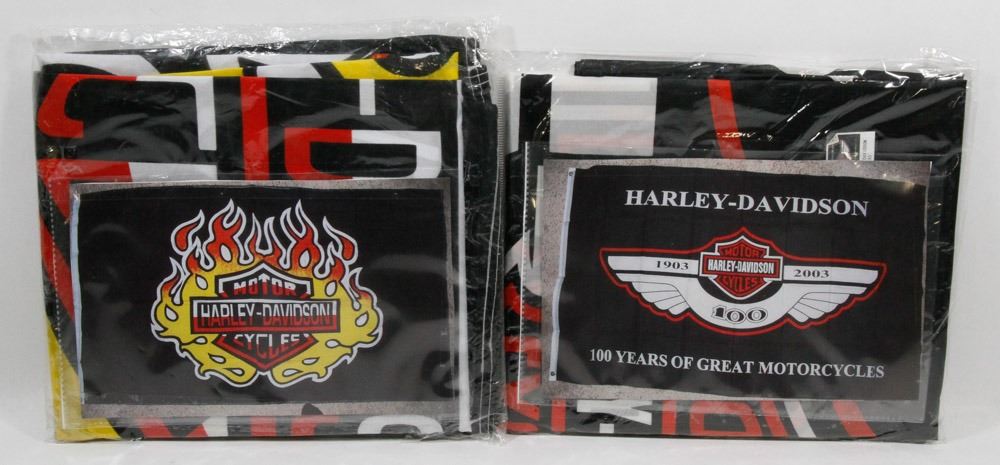 MOTOR
HARLEY-DAVIDSON
CYCLES
HARLEY-DAVIDSON
1903
MOTOR
HARLEY-DAVIDSON
CYCLES
2003
100
100 YEARS OF GREAT MOTORCYCLES